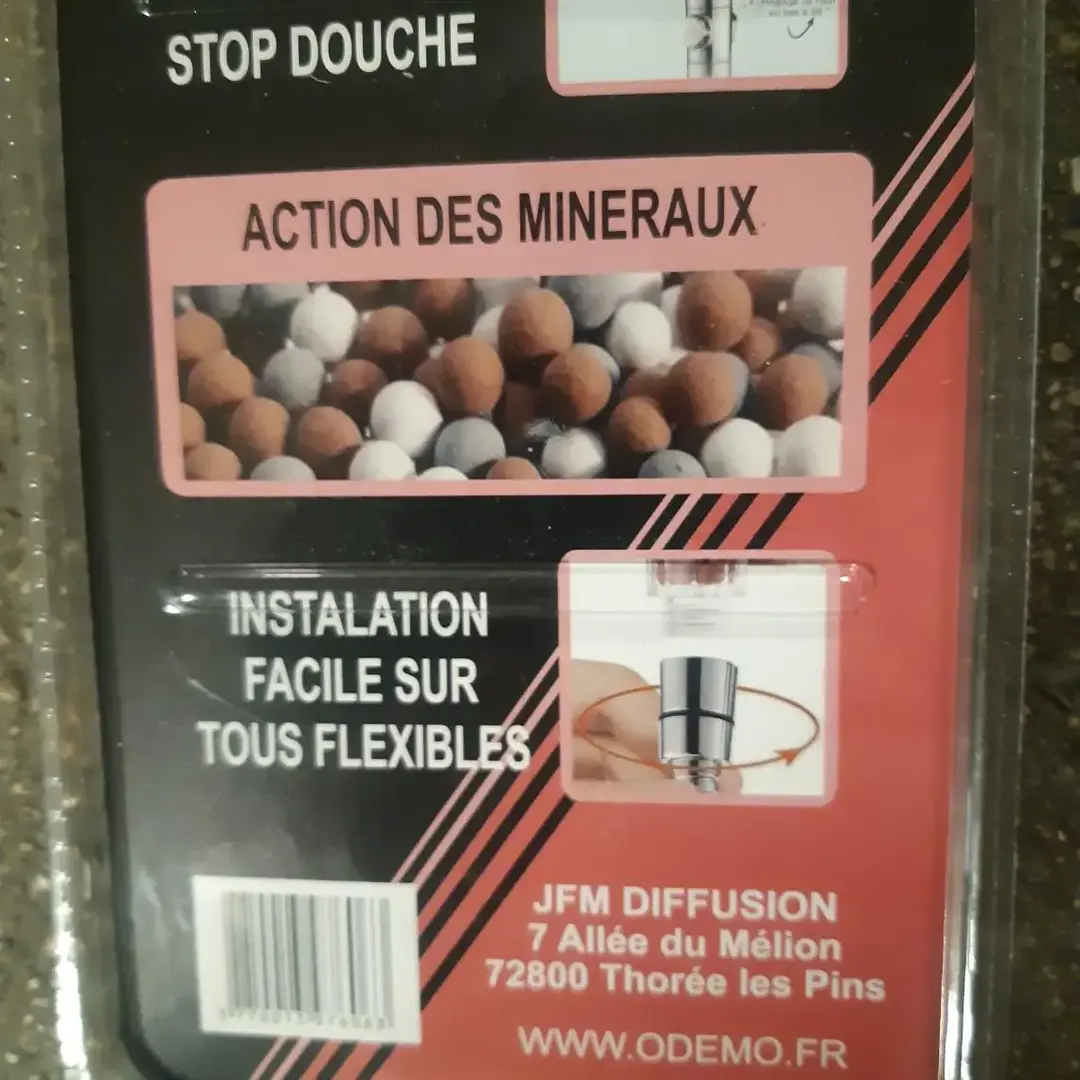 STOP DOUCHE
ACTION DES MINERAUX
INSTALATION
FACILE SUR
TOUS FLEXIBLES
JFM DIFFUSION
7 Allée du Mélion
72800 Thorée les Pins
WWW.ODEMO.FR